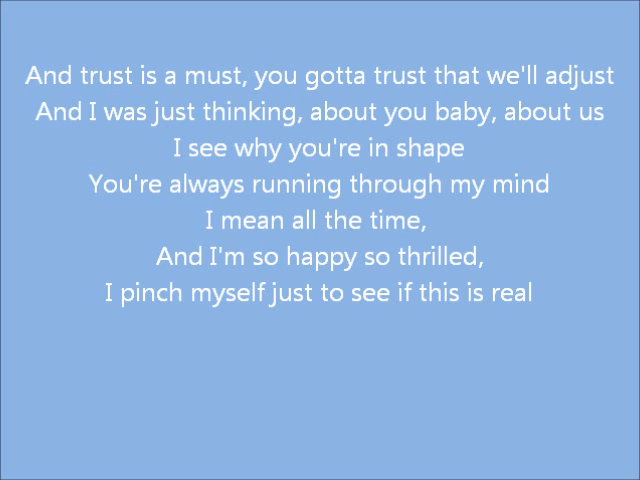 And trust is a must, you gotta trust that we'll adjust
And I was just thinking, about you baby, about us
I see why you're in shape
You're always running through my mind
I mean all the time,
And I'm so happy so thrilled,
I pinch myself just to see if this is real